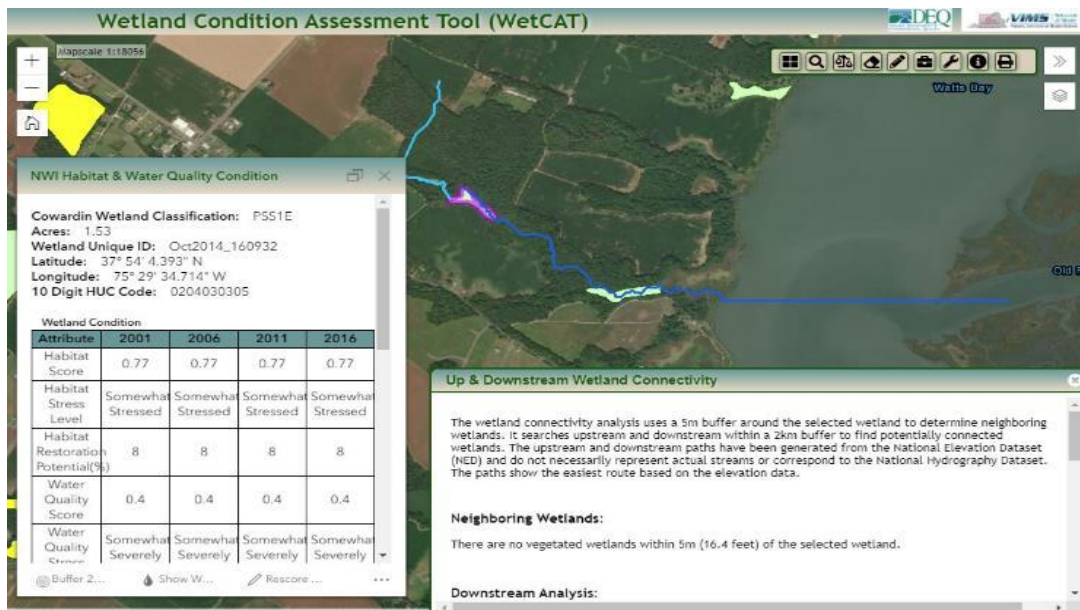 Wetland Condition Assessment Tool (WetCAT)
DEQ
VIMS
Mapscale 1:18056
Watts Bay
Old
NWI Habitat & Water Quality Condition
Cowardin Wetland Classification: PSS1E
Acres: 1.53
Wetland Unique ID: Oct2014_160932
Latitude: 37° 54' 4.393" N
Longitude: 75° 29' 34.714" W
10 Digit HUC Code: 0204030305
Wetland Condition
Attribute 2001 2006 2011 2016
Habitat Score 0.77 0.77 0.77 0.77
Habitat Stress Level Somewhat Stressed Somewhat Stressed Somewhat Stressed Somewhat Stressed
Habitat Restoration Potential(%) 8 8 8 8
Water Quality Score 0.4 0.4 0.4 0.4
Water Quality Stress Somewhat Severely Somewhat Severely Somewhat Severely Somewhat Severely
Buffer 2... Show W... Rescore ...
Up & Downstream Wetland Connectivity
The wetland connectivity analysis uses a 5m buffer around the selected wetland to determine neighboring
wetlands. It searches upstream and downstream within a 2km buffer to find potentially connected
wetlands. The upstream and downstream paths have been generated from the National Elevation Dataset
(NED) and do not necessarily represent actual streams or correspond to the National Hydrography Dataset.
The paths show the easiest route based on the elevation data.
Neighboring Wetlands:
There are no vegetated wetlands within 5m (16.4 feet) of the selected wetland.
Downstream Analysis: